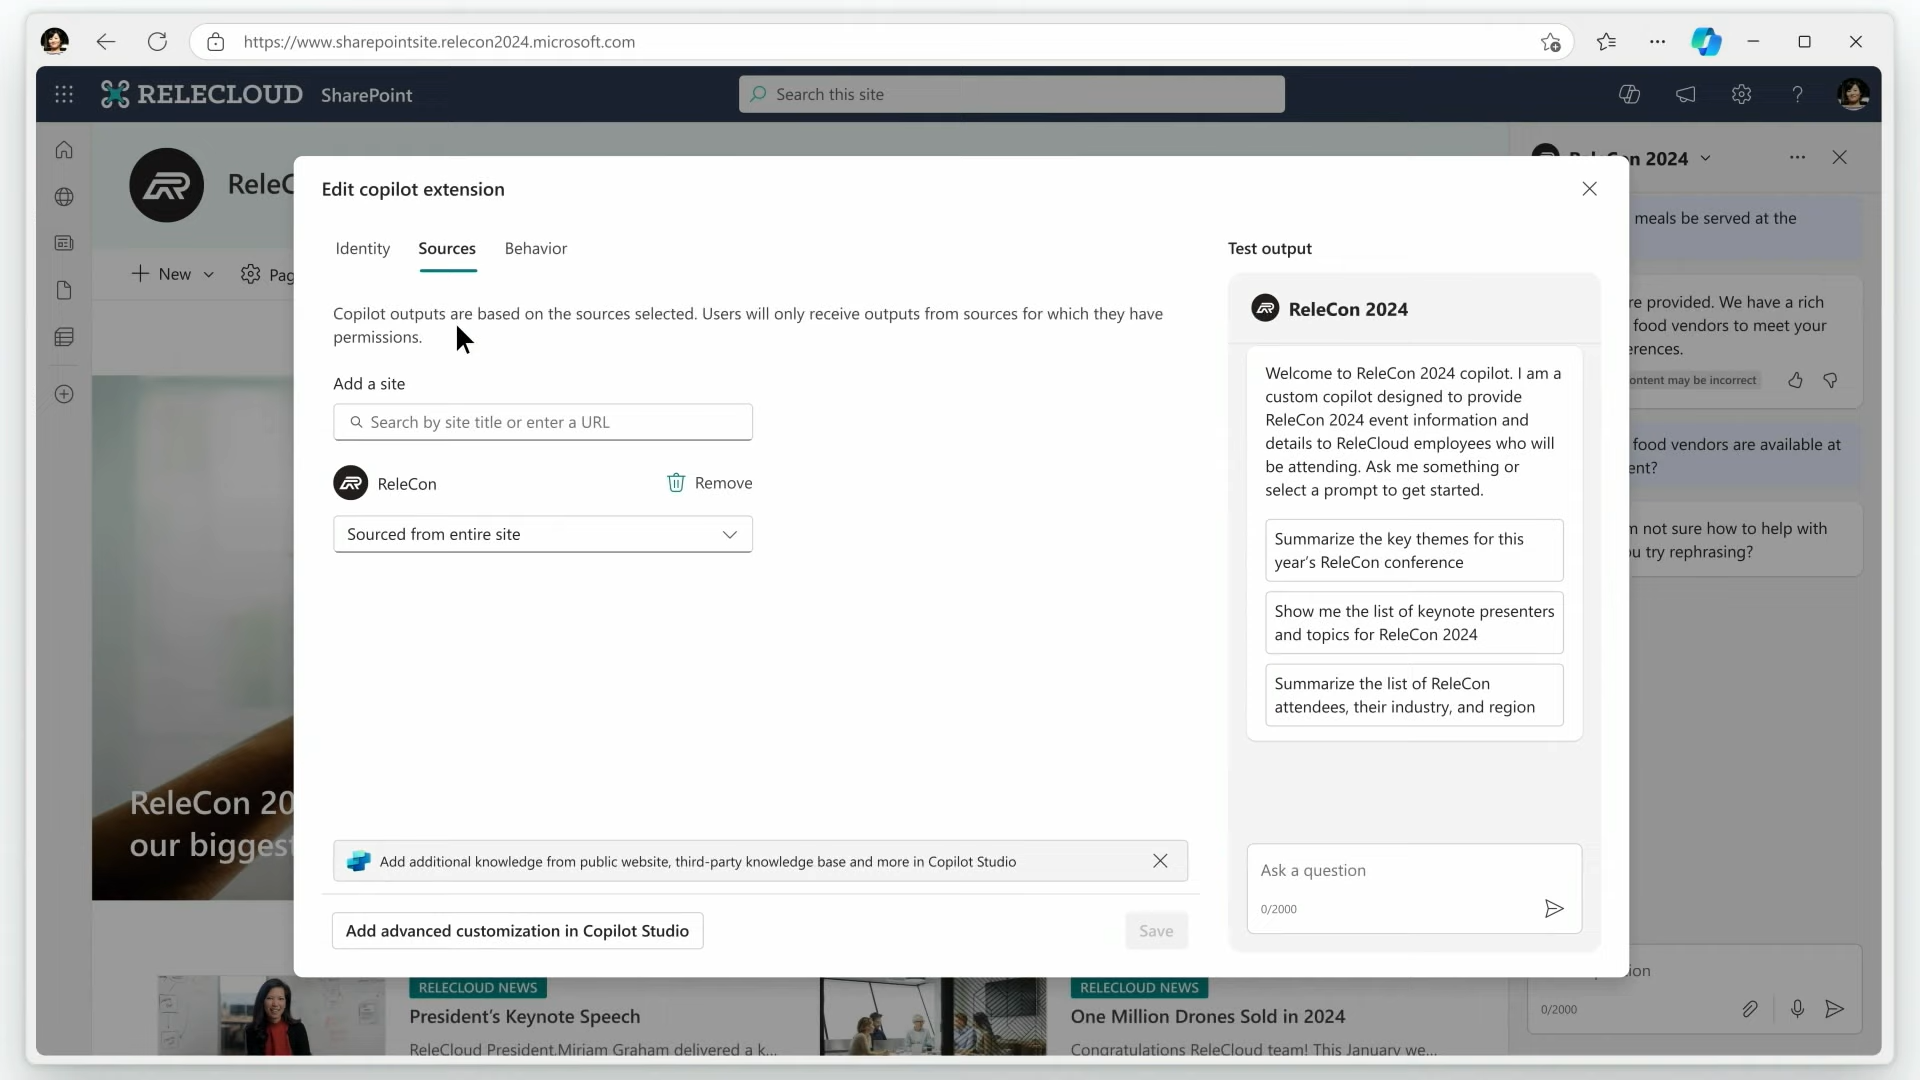 https://www.sharepointsite.relecon2024.microsoft.com
RELECLOUD SharePoint
Search this site
?
ReleC
New
Pag
ReleCon 20
our biggest
Edit copilot extension
Identity
Sources
Behavior
Copilot outputs are based on the sources selected. Users will only receive outputs from sources for which they have
permissions.
Add a site
Search by site title or enter a URL
ReleCon
Remove
Sourced from entire site
Add additional knowledge from public website, third-party knowledge base and more in Copilot Studio
Add advanced customization in Copilot Studio
Save
Test output
ReleCon 2024
Welcome to ReleCon 2024 copilot. I am a
custom copilot designed to provide
ReleCon 2024 event information and
details to ReleCloud employees who will
be attending. Ask me something or
select a prompt to get started.
Summarize the key themes for this
year's ReleCon conference
Show me the list of keynote presenters
and topics for ReleCon 2024
Summarize the list of ReleCon
attendees, their industry, and region
Ask a question
0/2000
2024
meals be served at the
re provided. We have a rich
food vendors to meet your
erences.
ontent may be incorrect
food vendors are available at
ent?
m not sure how to help with
ou try rephrasing?
ion
0/2000
RELECLOUD NEWS
President's Keynote Speech
ReleCloud President,Miriam Graham delivered a k...
RELECLOUD NEWS
One Million Drones Sold in 2024
Congratulations ReleCloud team! This January we...